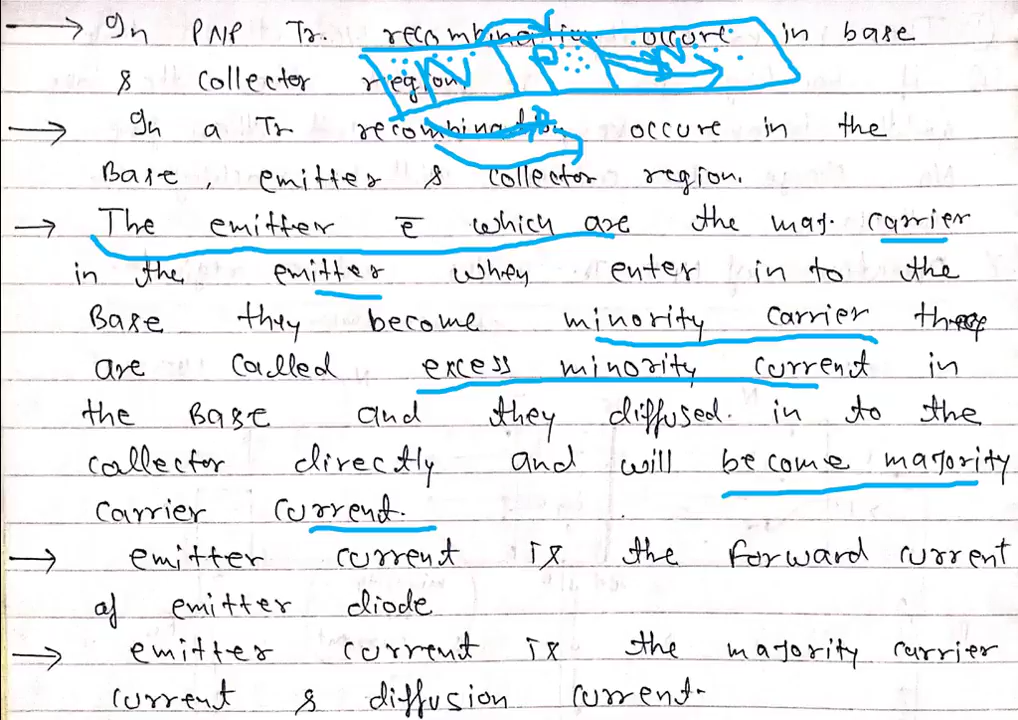 → In PNP Tr. recombination occure in base
& collector region.
→ In a Tr recombination occure in the
Base, emitter & collector region.
→ The emitter e̅ which are the maj. carrier
in the emitter whey enter in to the
Base they become minority carrier these
are called excess minority current in
the Base and they diffused. in to the
collector directly and will become majority
carrier current.
→ emitter current is the forward current
of emitter diode
→ emitter current is the majority carrier
current & diffusion current.
N P N